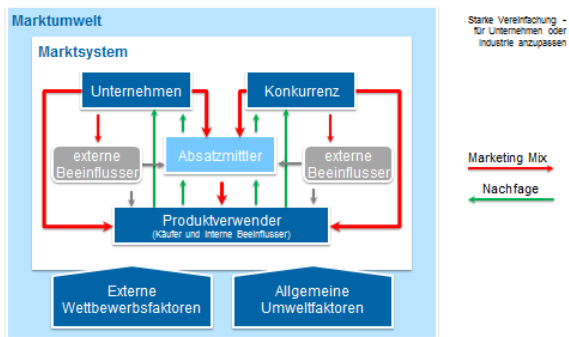 Marktumwelt
Starke Vereinfachung –
für Unternehmen oder
Industrie anzupassen
Marktsystem
Unternehmen
Konkurrenz
externe
Beeinflusser
Absatzmittler
externe
Beeinflusser
Marketing Mix
Nachfage
Produktverwender
(Käufer und Interne Beeinflusser)
Externe
Wettbewerbsfaktoren
Allgemeine
Umweltfaktoren